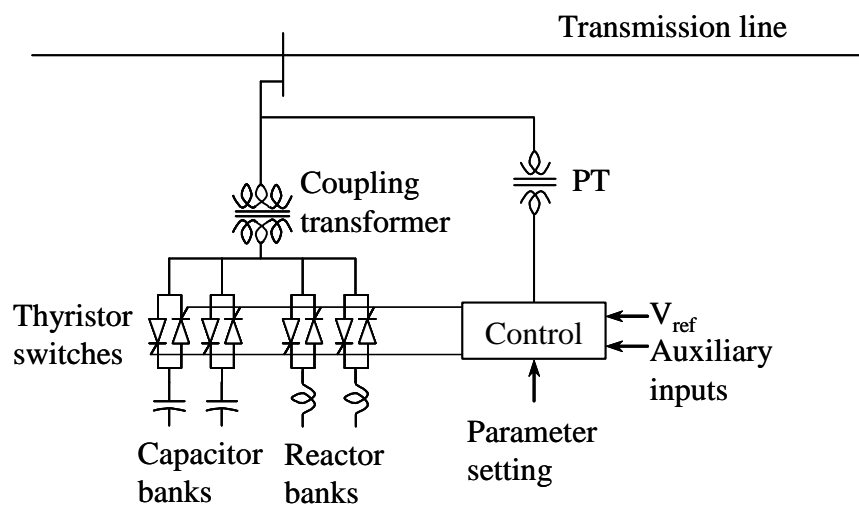 Transmission line
Coupling
transformer
PT
Thyristor
switches
Control
V_ref
Auxiliary
inputs
Capacitor
banks
Reactor
banks
Parameter
setting